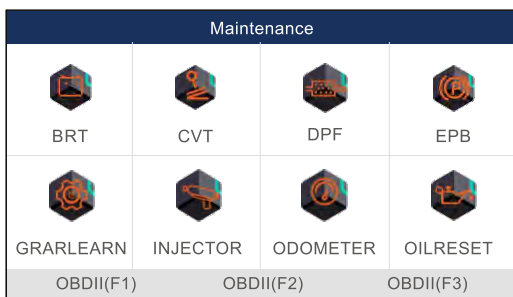 Maintenance
BRT CVT DPF EPB
GRARLEARN INJECTOR ODOMETER OILRESET
OBDII(F1) OBDII(F2) OBDII(F3)